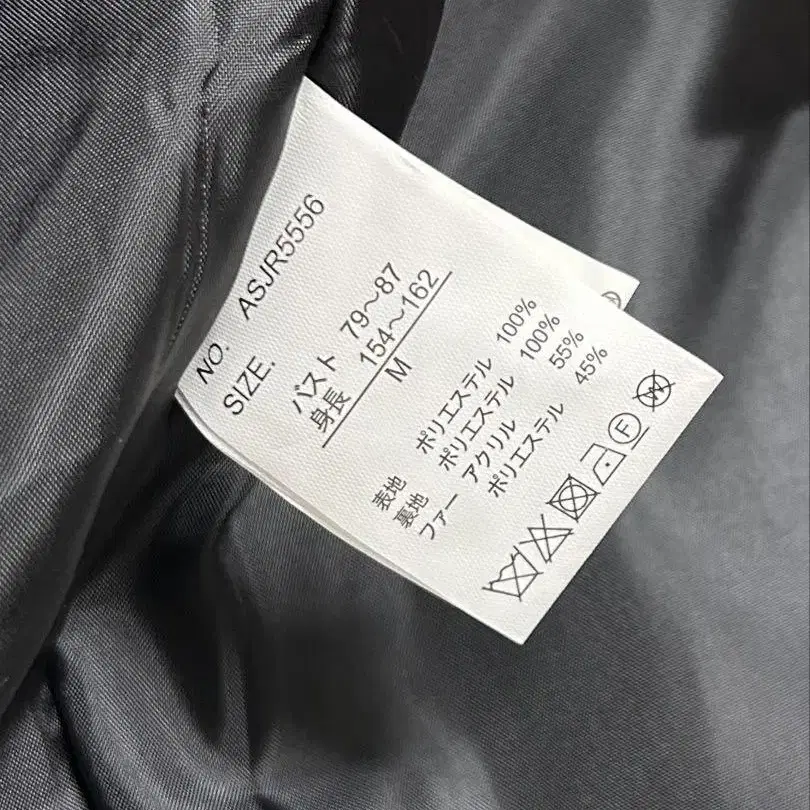 NO. ASJR5556
SIZE.
バスト 79～87
身長 154～162
M
表地 ポリエステル 100%
裏地 ポリエステル 100%
ファー アクリル 55%
ポリエステル 45%
F W